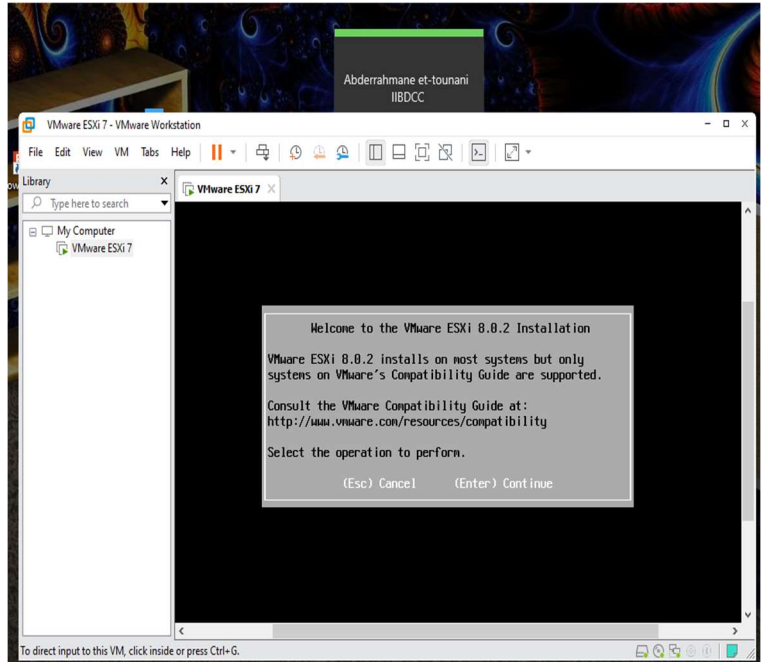 Abderrahmane et-tounani
IIBDCC
VMware ESXi 7 - VMware Workstation
File Edit View VM Tabs Help
Library
VMware ESXi 7
Type here to search
My Computer
VMware ESXi 7
Welcome to the VMware ESXi 8.0.2 Installation
VMware ESXi 8.0.2 installs on most systems but only
systems on VMware's Compatibility Guide are supported.
Consult the VMware Compatibility Guide at:
http://www.vmware.com/resources/compatibility
Select the operation to perform.
(Esc) Cancel (Enter) Continue
To direct input to this VM, click inside or press Ctrl+G.